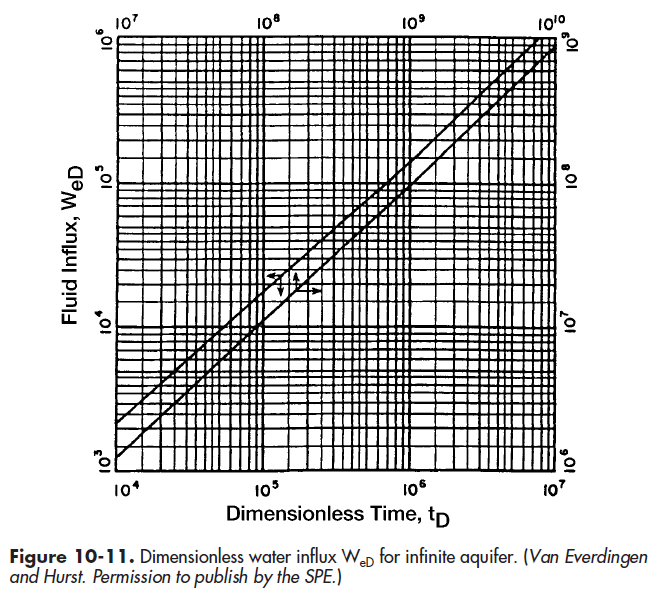 10⁷ 10⁸ 10⁹ 10¹⁰
10⁶ 10⁹
10⁵ 10⁸
Fluid Influx, WeD
10⁴ 10⁷
10³ 10⁶
10⁴ 10⁵ 10⁶ 10⁷
Dimensionless Time, tD
Figure 10-11. Dimensionless water influx WeD for infinite aquifer. (Van Everdingen
and Hurst. Permission to publish by the SPE.)